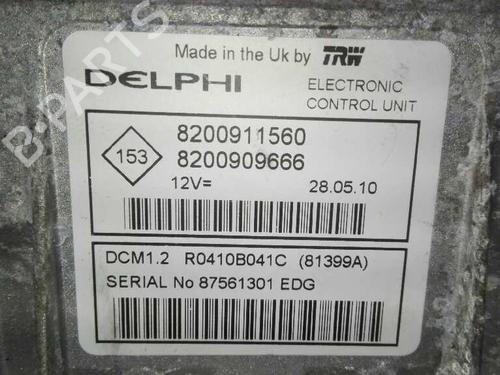 B-PARTS
Made in the Uk by TRW
DELPHI
ELECTRONIC
CONTROL UNIT
153
8200911560
8200909666
12V= 28.05.10
DCM1.2 R0410B041C (81399A)
SERIAL No 87561301 EDG